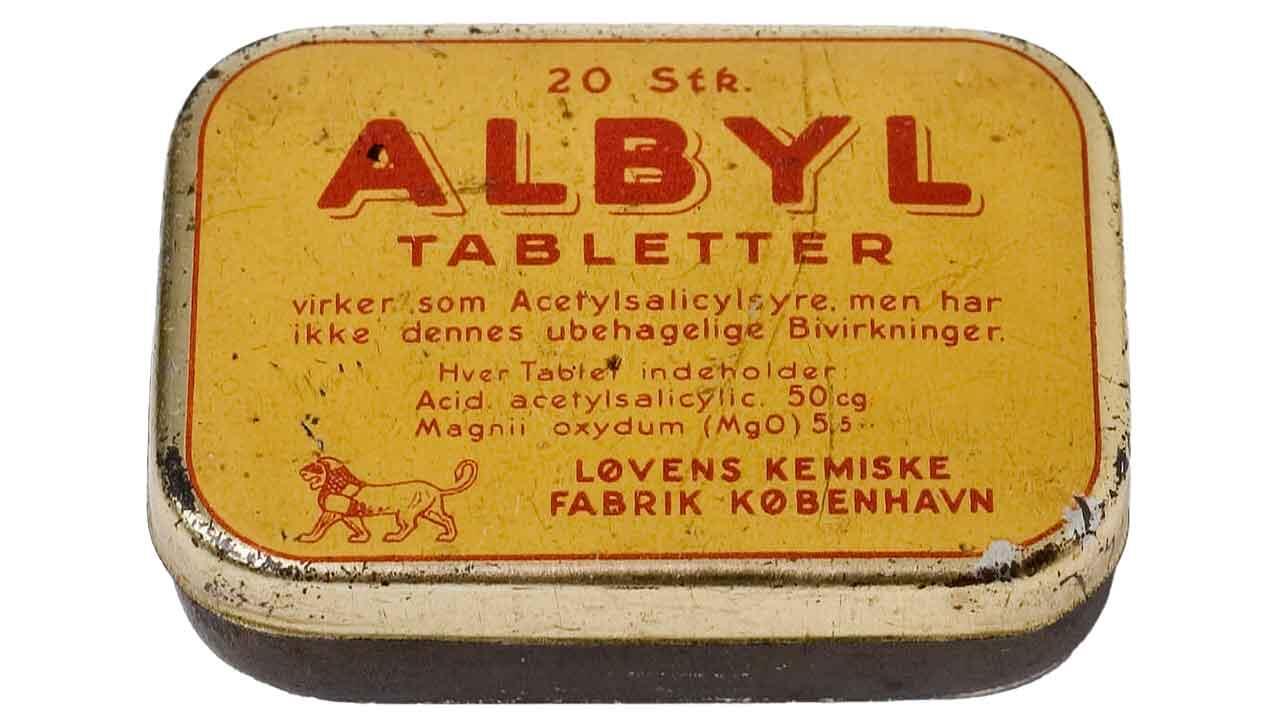 20 Stk.
ALBYL
TABLETTER
virker som Acetylsalicylsyre, men har
ikke dennes ubehagelige Bivirkninger.
Hver Tablet indeholder:
Acid. acetylsalicylic. 50 cg.
Magnii oxydum (MgO) 5,5 --
LØVENS KEMISKE
FABRIK KØBENHAVN